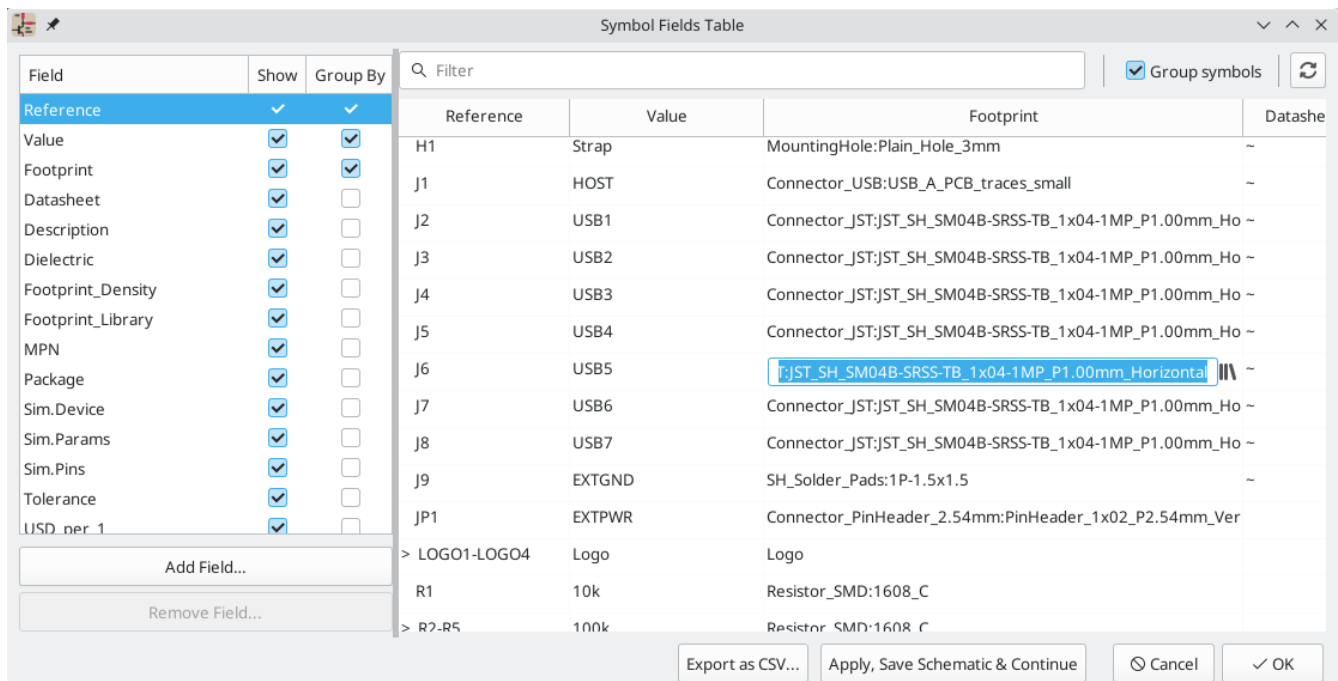 Symbol Fields Table
Field Show Group By
Reference
Value
Footprint
Datasheet
Description
Dielectric
Footprint_Density
Footprint_Library
MPN
Package
Sim.Device
Sim.Params
Sim.Pins
Tolerance
USD_per_1
Add Field...
Remove Field...
Filter
Group symbols
Reference Value Footprint Datashe
H1 Strap MountingHole:Plain_Hole_3mm ~
J1 HOST Connector_USB:USB_A_PCB_traces_small ~
J2 USB1 Connector_JST:JST_SH_SM04B-SRSS-TB_1x04-1MP_P1.00mm_Ho ~
J3 USB2 Connector_JST:JST_SH_SM04B-SRSS-TB_1x04-1MP_P1.00mm_Ho ~
J4 USB3 Connector_JST:JST_SH_SM04B-SRSS-TB_1x04-1MP_P1.00mm_Ho ~
J5 USB4 Connector_JST:JST_SH_SM04B-SRSS-TB_1x04-1MP_P1.00mm_Ho ~
J6 USB5 T:JST_SH_SM04B-SRSS-TB_1x04-1MP_P1.00mm_Horizontal ~
J7 USB6 Connector_JST:JST_SH_SM04B-SRSS-TB_1x04-1MP_P1.00mm_Ho ~
J8 USB7 Connector_JST:JST_SH_SM04B-SRSS-TB_1x04-1MP_P1.00mm_Ho ~
J9 EXTGND SH_Solder_Pads:1P-1.5x1.5 ~
JP1 EXTPWR Connector_PinHeader_2.54mm:PinHeader_1x02_P2.54mm_Ver
> LOGO1-LOGO4 Logo Logo
R1 10k Resistor_SMD:1608_C
> R2-R5 100k Resistor_SMD:1608_C
Export as CSV... Apply, Save Schematic & Continue Cancel OK